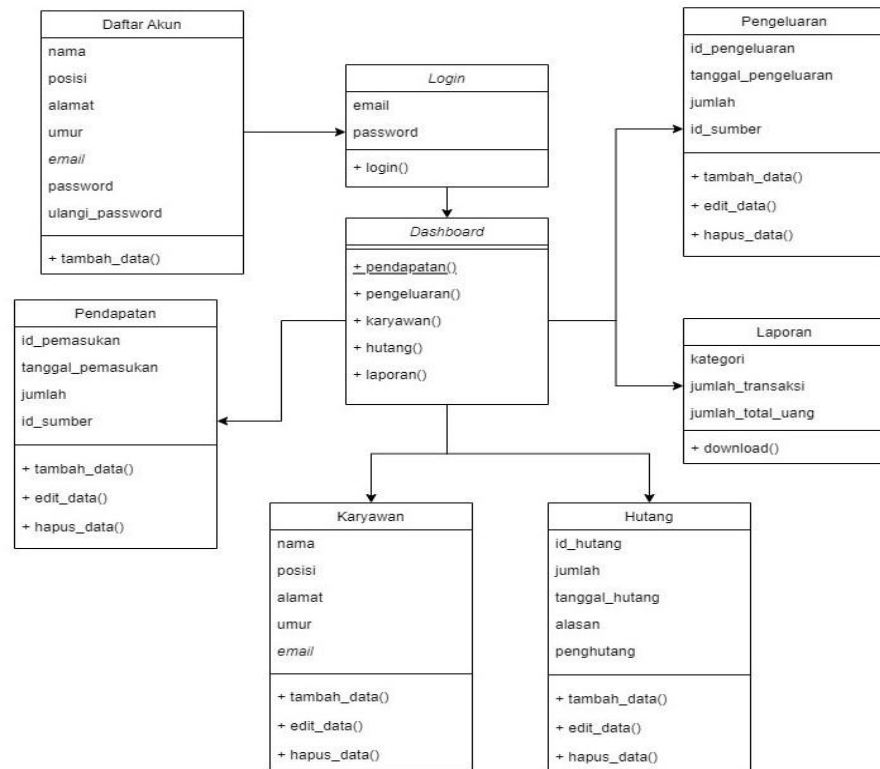 Daftar Akun
nama
posisi
alamat
umur
email
password
ulangi_password
+ tambah_data()
Login
email
password
+ login()
Pengeluaran
id_pengeluaran
tanggal_pengeluaran
jumlah
id_sumber
+ tambah_data()
+ edit_data()
+ hapus_data()
Dashboard
+ pendapatan()
+ pengeluaran()
+ karyawan()
+ hutang()
+ laporan()
Pendapatan
id_pemasukan
tanggal_pemasukan
jumlah
id_sumber
+ tambah_data()
+ edit_data()
+ hapus_data()
Laporan
kategori
jumlah_transaksi
jumlah_total_uang
+ download()
Karyawan
nama
posisi
alamat
umur
email
+ tambah_data()
+ edit_data()
+ hapus_data()
Hutang
id_hutang
jumlah
tanggal_hutang
alasan
penghutang
+ tambah_data()
+ edit_data()
+ hapus_data()